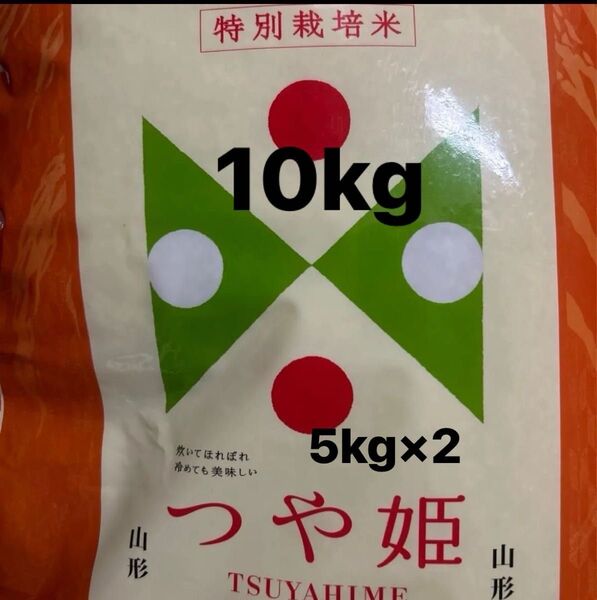 特別栽培米
10kg
5kg×2
炊いてほれぼれ
冷めても美味しい
つや姫
山形
山形
TSUYAHIME